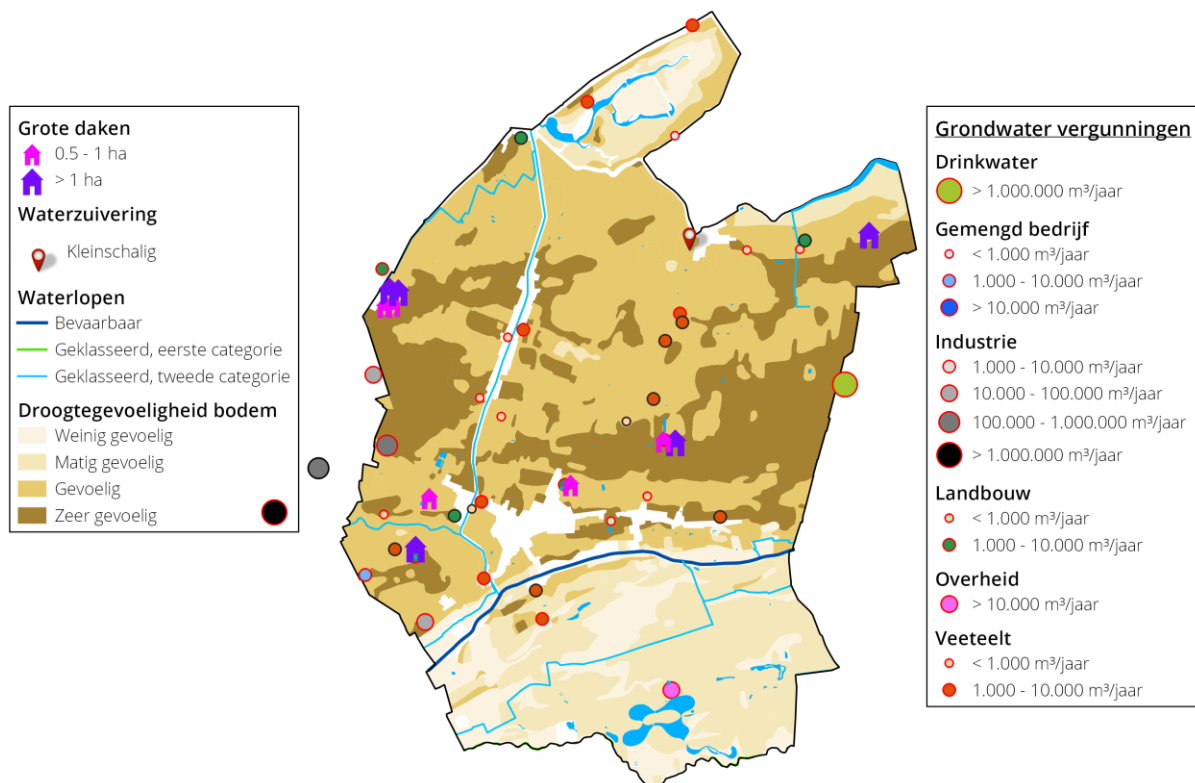 Grote daken
0.5 - 1 ha
> 1 ha
Waterzuivering
Kleinschalig
Waterlopen
Bevaarbaar
Geklasseerd, eerste categorie
Geklasseerd, tweede categorie
Droogtegevoeligheid bodem
Weinig gevoelig
Matig gevoelig
Gevoelig
Zeer gevoelig
Grondwater vergunningen
Drinkwater
> 1.000.000 m³/jaar
Gemengd bedrijf
< 1.000 m³/jaar
1.000 - 10.000 m³/jaar
> 10.000 m³/jaar
Industrie
1.000 - 10.000 m³/jaar
10.000 - 100.000 m³/jaar
100.000 - 1.000.000 m³/jaar
> 1.000.000 m³/jaar
Landbouw
< 1.000 m³/jaar
1.000 - 10.000 m³/jaar
Overheid
> 10.000 m³/jaar
Veeteelt
< 1.000 m³/jaar
1.000 - 10.000 m³/jaar